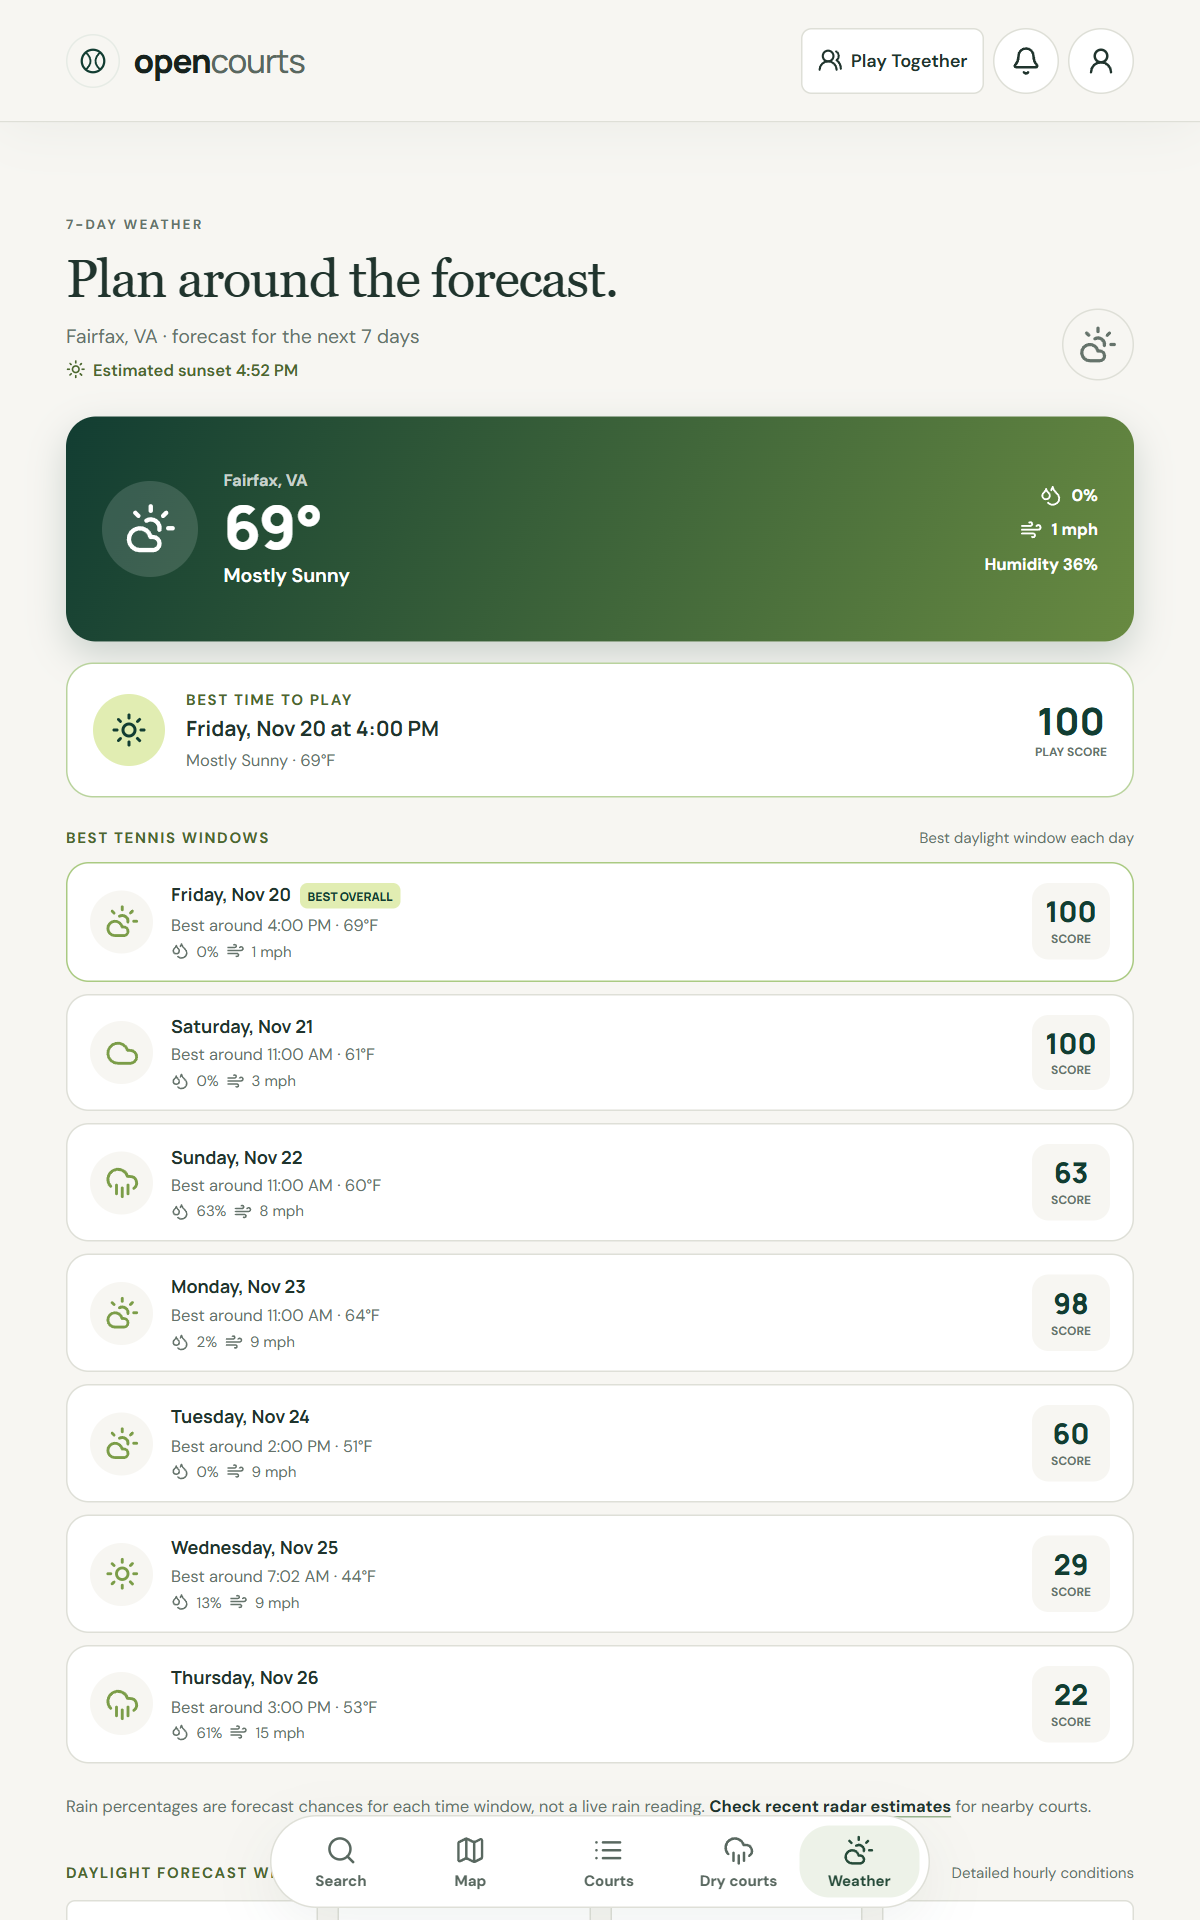 opencourts
Play Together
7-DAY WEATHER
Plan around the forecast.
Fairfax, VA · forecast for the next 7 days
Estimated sunset 4:52 PM
Fairfax, VA
69°
Mostly Sunny
0%
1 mph
Humidity 36%
BEST TIME TO PLAY
Friday, Nov 20 at 4:00 PM
Mostly Sunny · 69°F
100
PLAY SCORE
BEST TENNIS WINDOWS
Best daylight window each day
Friday, Nov 20 BEST OVERALL
Best around 4:00 PM · 69°F
0% 1 mph
100
SCORE
Saturday, Nov 21
Best around 11:00 AM · 61°F
0% 3 mph
100
SCORE
Sunday, Nov 22
Best around 11:00 AM · 60°F
63% 8 mph
63
SCORE
Monday, Nov 23
Best around 11:00 AM · 64°F
2% 9 mph
98
SCORE
Tuesday, Nov 24
Best around 2:00 PM · 51°F
0% 9 mph
60
SCORE
Wednesday, Nov 25
Best around 7:02 AM · 44°F
13% 9 mph
29
SCORE
Thursday, Nov 26
Best around 3:00 PM · 53°F
61% 15 mph
22
SCORE
Rain percentages are forecast chances for each time window, not a live rain reading. Check recent radar estimates for nearby courts.
DAYLIGHT FORECAST
Detailed hourly conditions
Search
Map
Courts
Dry courts
Weather